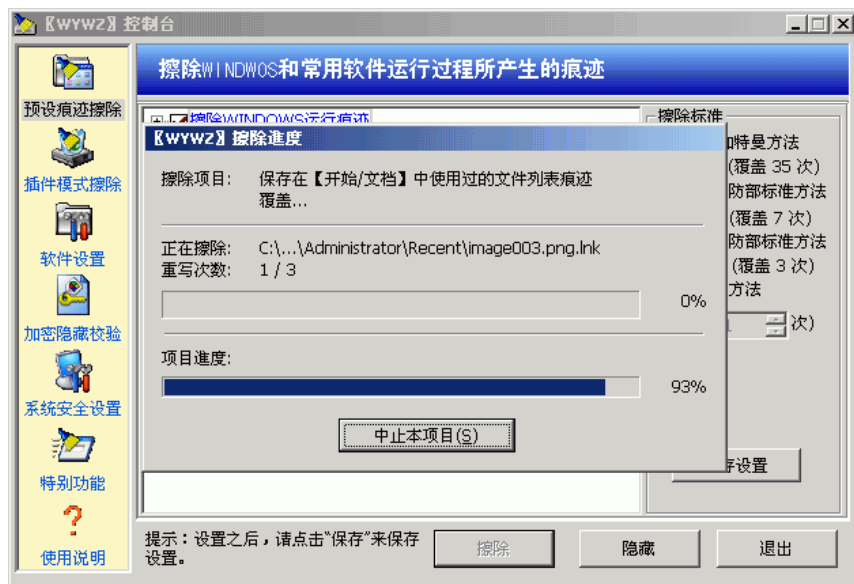 〖WYWZ〗控制台
擦除WINDWOS和常用软件运行过程所产生的痕迹
预设痕迹擦除
插件模式擦除
软件设置
加密隐藏校验
系统安全设置
特别功能
使用说明
擦除WINDOWS运行痕迹
擦除标准
特曼方法
(覆盖 35 次)
防部标准方法
(覆盖 7 次)
防部标准方法
(覆盖 3 次)
方法
次)
设置
〖WYWZ〗擦除進度
擦除项目: 保存在【开始/文档】中使用过的文件列表痕迹
覆盖...
正在擦除: C:\...\Administrator\Recent\image003.png.lnk
重写次数: 1 / 3
0%
项目進度:
93%
中止本项目(S)
提示：设置之后，请点击"保存"来保存
设置。
擦除
隐藏
退出